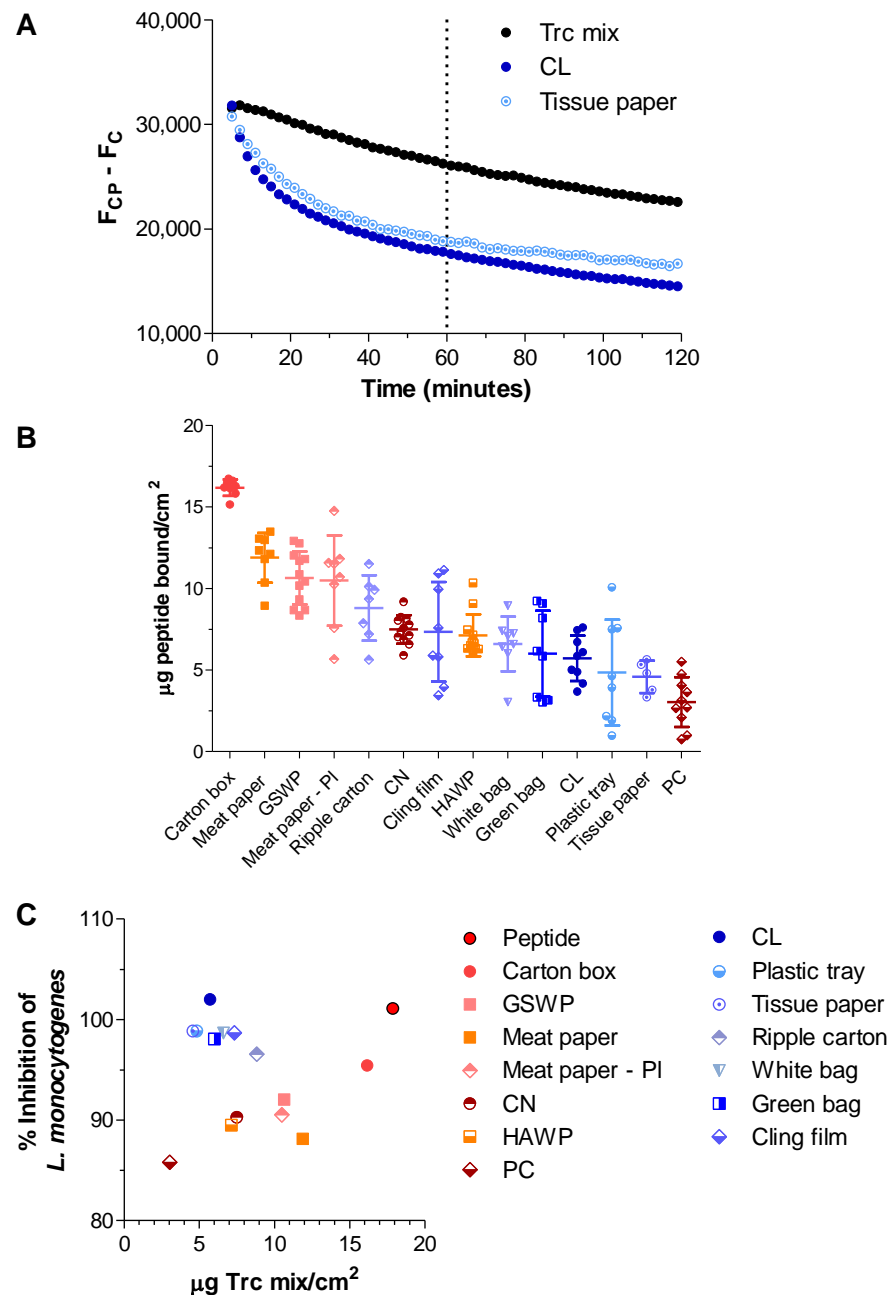 A
40,000
30,000
20,000
10,000
F_CP - F_C
0 20 40 60 80 100 120
Time (minutes)
Trc mix
CL
Tissue paper
B
20
15
10
5
0
µg peptide bound/cm²
Carton box
Meat paper
GSWP
Meat paper - PI
Ripple carton
CN
Cling film
HAWP
White bag
Green bag
CL
Plastic tray
Tissue paper
PC
C
110
100
90
80
% Inhibition of
L. monocytogenes
0 5 10 15 20
µg Trc mix/cm²
Peptide
Carton box
GSWP
Meat paper
Meat paper - PI
CN
HAWP
PC
CL
Plastic tray
Tissue paper
Ripple carton
White bag
Green bag
Cling film